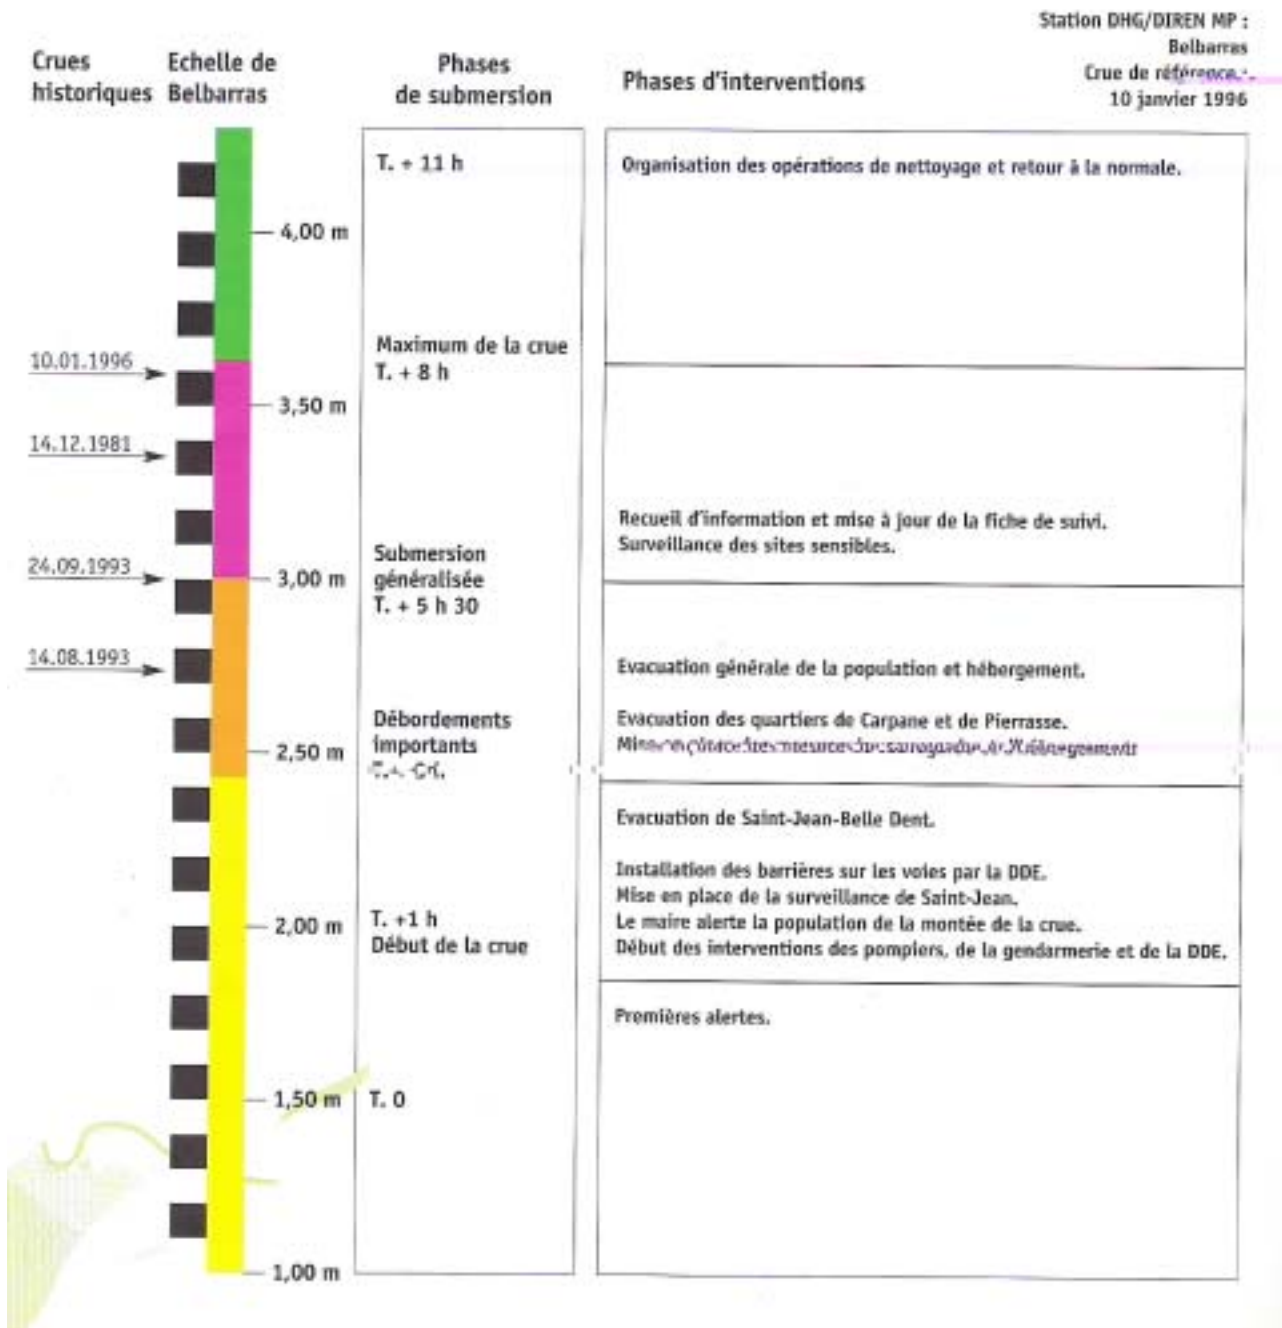 Station DHG/DIREN MP :
Belbarras
Crue de référence :
10 janvier 1996
Crues
historiques
Echelle de
Belbarras
Phases
de submersion
Phases d'interventions
T. + 11 h
Organisation des opérations de nettoyage et retour à la normale.
4,00 m
Maximum de la crue
T. + 8 h
10.01.1996
3,50 m
14.12.1981
Recueil d'information et mise à jour de la fiche de suivi.
Surveillance des sites sensibles.
Submersion
généralisée
T. + 5 h 30
24.09.1993
3,00 m
14.08.1993
Evacuation générale de la population et hébergement.
Débordements
importants
Evacuation des quartiers de Carpane et de Pierrasse.
2,50 m
Evacuation de Saint-Jean-Belle Dent.
Installation des barrières sur les voies par la DDE.
Mise en place de la surveillance de Saint-Jean.
Le maire alerte la population de la montée de la crue.
Début des interventions des pompiers, de la gendarmerie et de la DDE.
2,00 m
T. +1 h
Début de la crue
Premières alertes.
1,50 m
T. 0
1,00 m